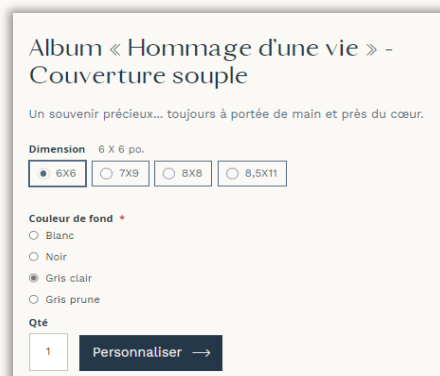 Album « Hommage d'une vie » -
Couverture souple
Un souvenir précieux... toujours à portée de main et près du cœur.
Dimension 6 X 6 po.
6X6 7X9 8X8 8,5X11
Couleur de fond *
Blanc
Noir
Gris clair
Gris prune
Qté
1 Personnaliser →